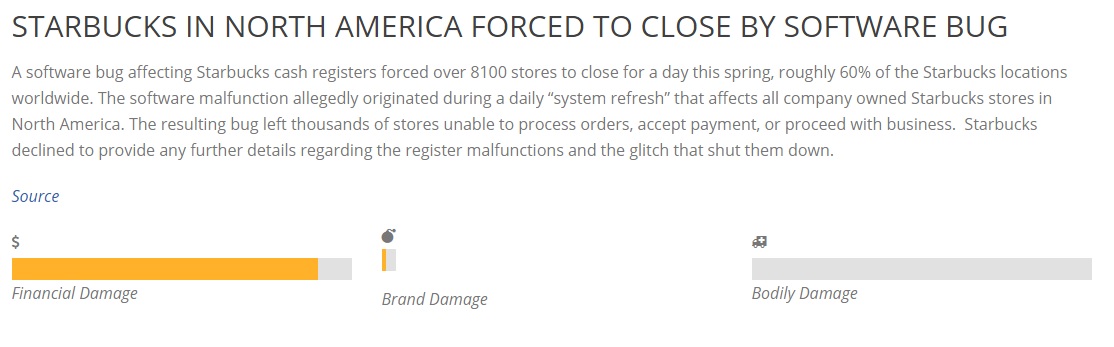 STARBUCKS IN NORTH AMERICA FORCED TO CLOSE BY SOFTWARE BUG
A software bug affecting Starbucks cash registers forced over 8100 stores to close for a day this spring, roughly 60% of the Starbucks locations
worldwide. The software malfunction allegedly originated during a daily “system refresh” that affects all company owned Starbucks stores in
North America. The resulting bug left thousands of stores unable to process orders, accept payment, or proceed with business.  Starbucks
declined to provide any further details regarding the register malfunctions and the glitch that shut them down.
Source
$
Financial Damage
Brand Damage
Bodily Damage